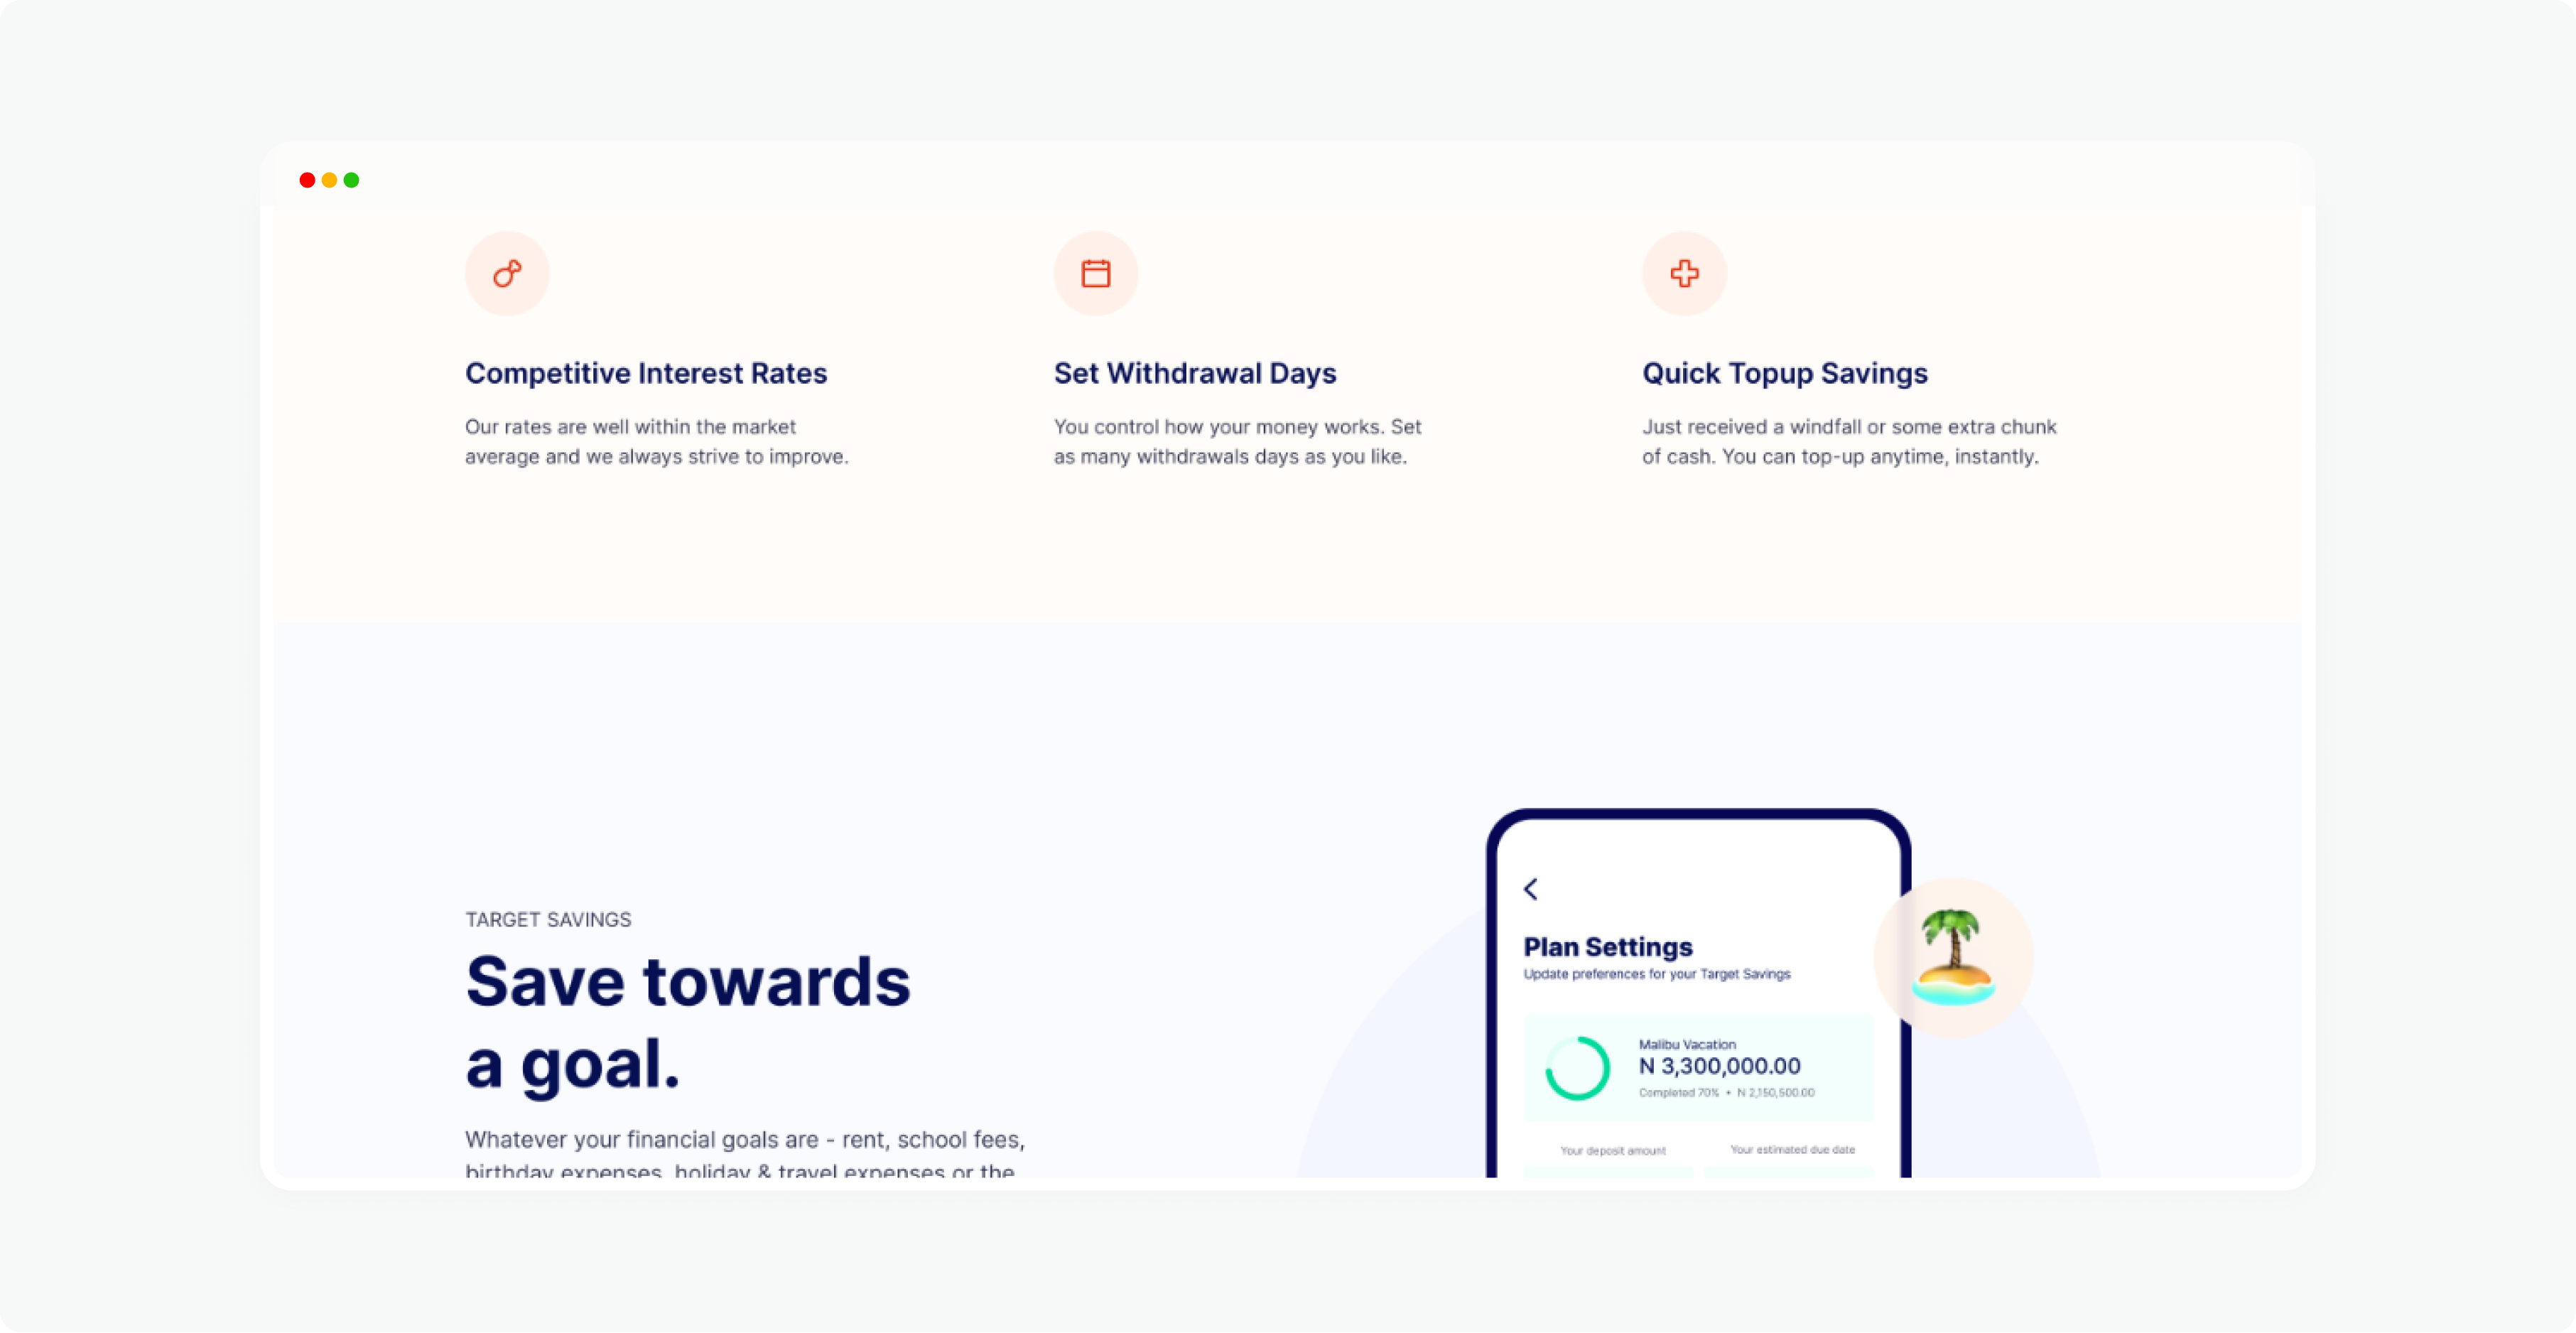 Competitive Interest Rates
Our rates are well within the market
average and we always strive to improve.
Set Withdrawal Days
You control how your money works. Set
as many withdrawals days as you like.
Quick Topup Savings
Just received a windfall or some extra chunk
of cash. You can top-up anytime, instantly.
TARGET SAVINGS
Save towards
a goal.
Whatever your financial goals are - rent, school fees,
birthday expenses, holiday & travel expenses or the
Plan Settings
Update preferences for your Target Savings
Malibu Vacation
N 3,300,000.00
Completed 70% • N 2,150,500.00
Your deposit amount
Your estimated due date